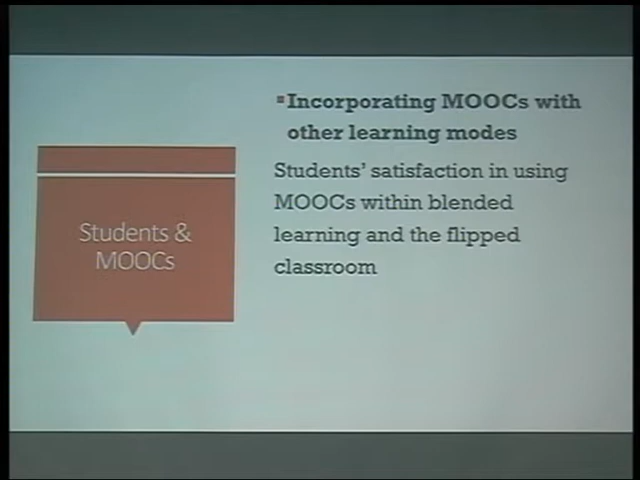 Students &
MOOCs
▪Incorporating MOOCs with
other learning modes
Students' satisfaction in using
MOOCs within blended
learning and the flipped
classroom